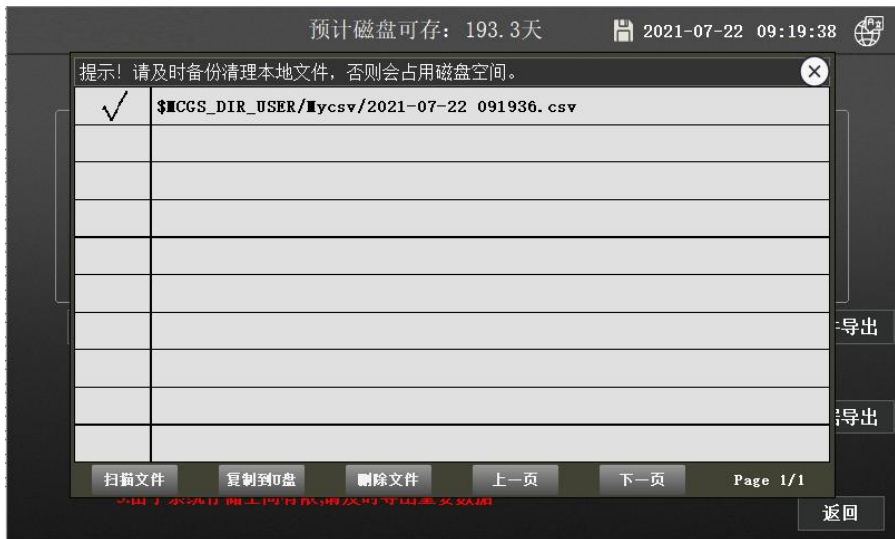 预计磁盘可存：193.3天
2021-07-22 09:19:38
提示！请及时备份清理本地文件，否则会占用磁盘空间。
$MCGS_DIR_USER/Mycsv/2021-07-22 091936.csv
导出
导出
扫描文件 复制到U盘 删除文件 上一页 下一页 Page 1/1
返回